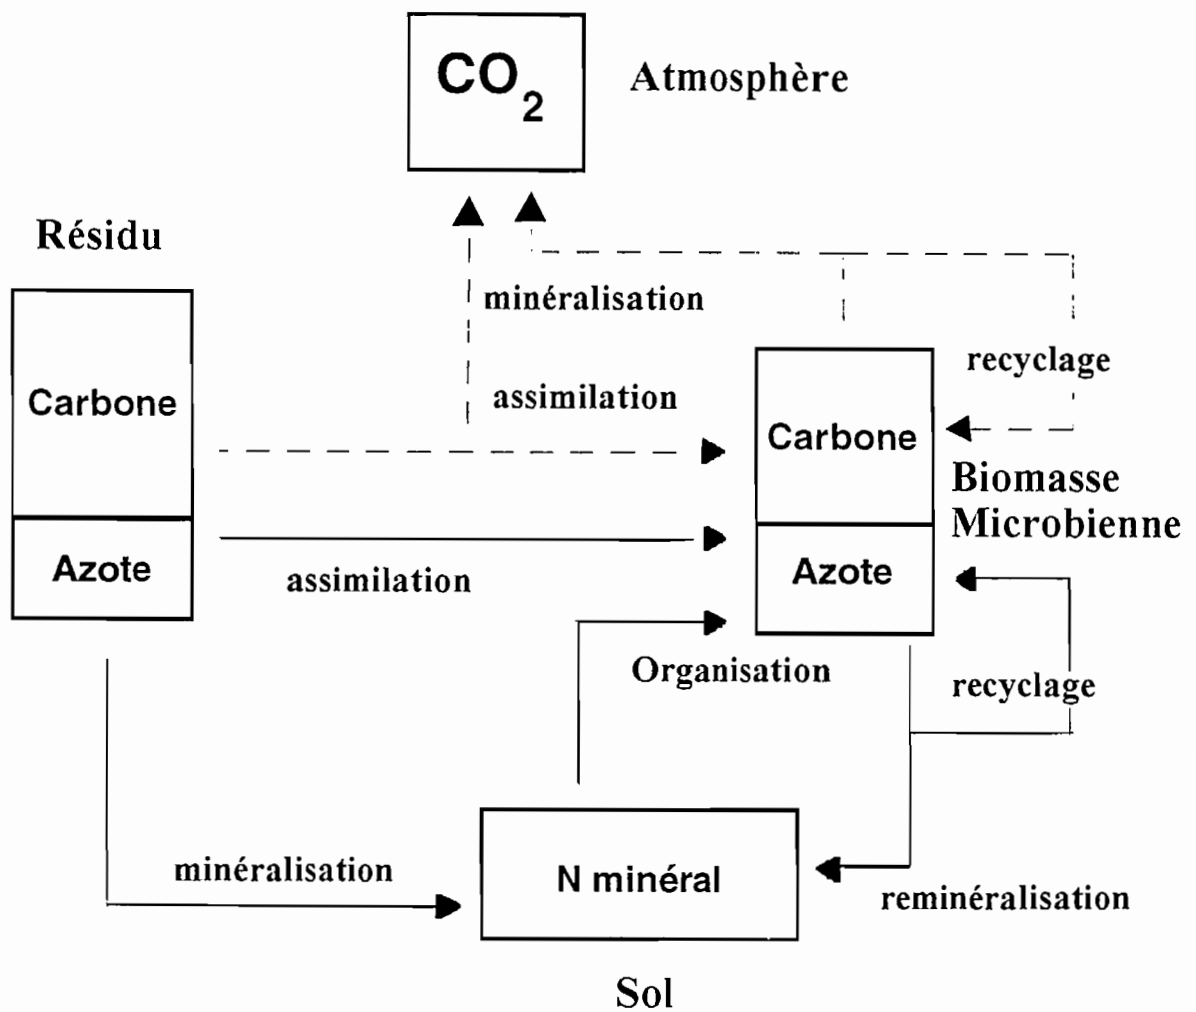 CO2
Atmosphère
Résidu
minéralisation
recyclage
assimilation
Carbone
Carbone
Biomasse
Microbienne
Azote
Azote
assimilation
Organisation
recyclage
minéralisation
N minéral
reminéralisation
Sol